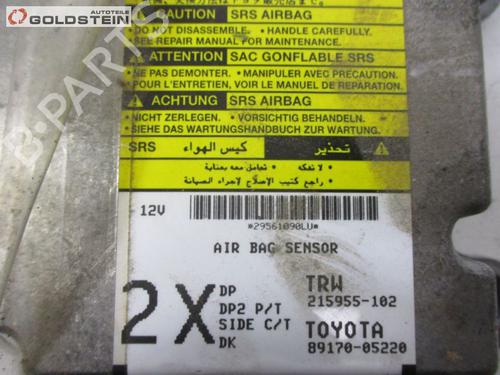 GOLDSTEIN
AUTOTEILE
CAUTION SRS AIRBAG
•DO NOT DISASSEMBLE. •HANDLE CAREFULLY.
•SEE REPAIR MANUAL FOR MAINTENANCE.
ATTENTION SAC GONFLABLE SRS
•NE PAS DEMONTER. •MANIPULER AVEC PRÉCAUTION.
•POUR L'ENTRETIEN, VOIR LE MANUEL DE RÉPARATION.
ACHTUNG SRS AIRBAG
•NICHT ZERLEGEN. •VORSICHTIG BEHANDELN.
•SIEHE DAS WARTUNGSHANDBUCH ZUR WARTUNG.
SRS كيس الهواء تحذير
• لا تفكه • تعامل معه بعناية
• راجع كتيب الإصلاح لاجراء الصيانة
12V
*29561090LU*
AIR BAG SENSOR
2X DP TRW
DP2 P/T 215955-102
SIDE C/T TOYOTA
DK 89170-05220
B-PARTS